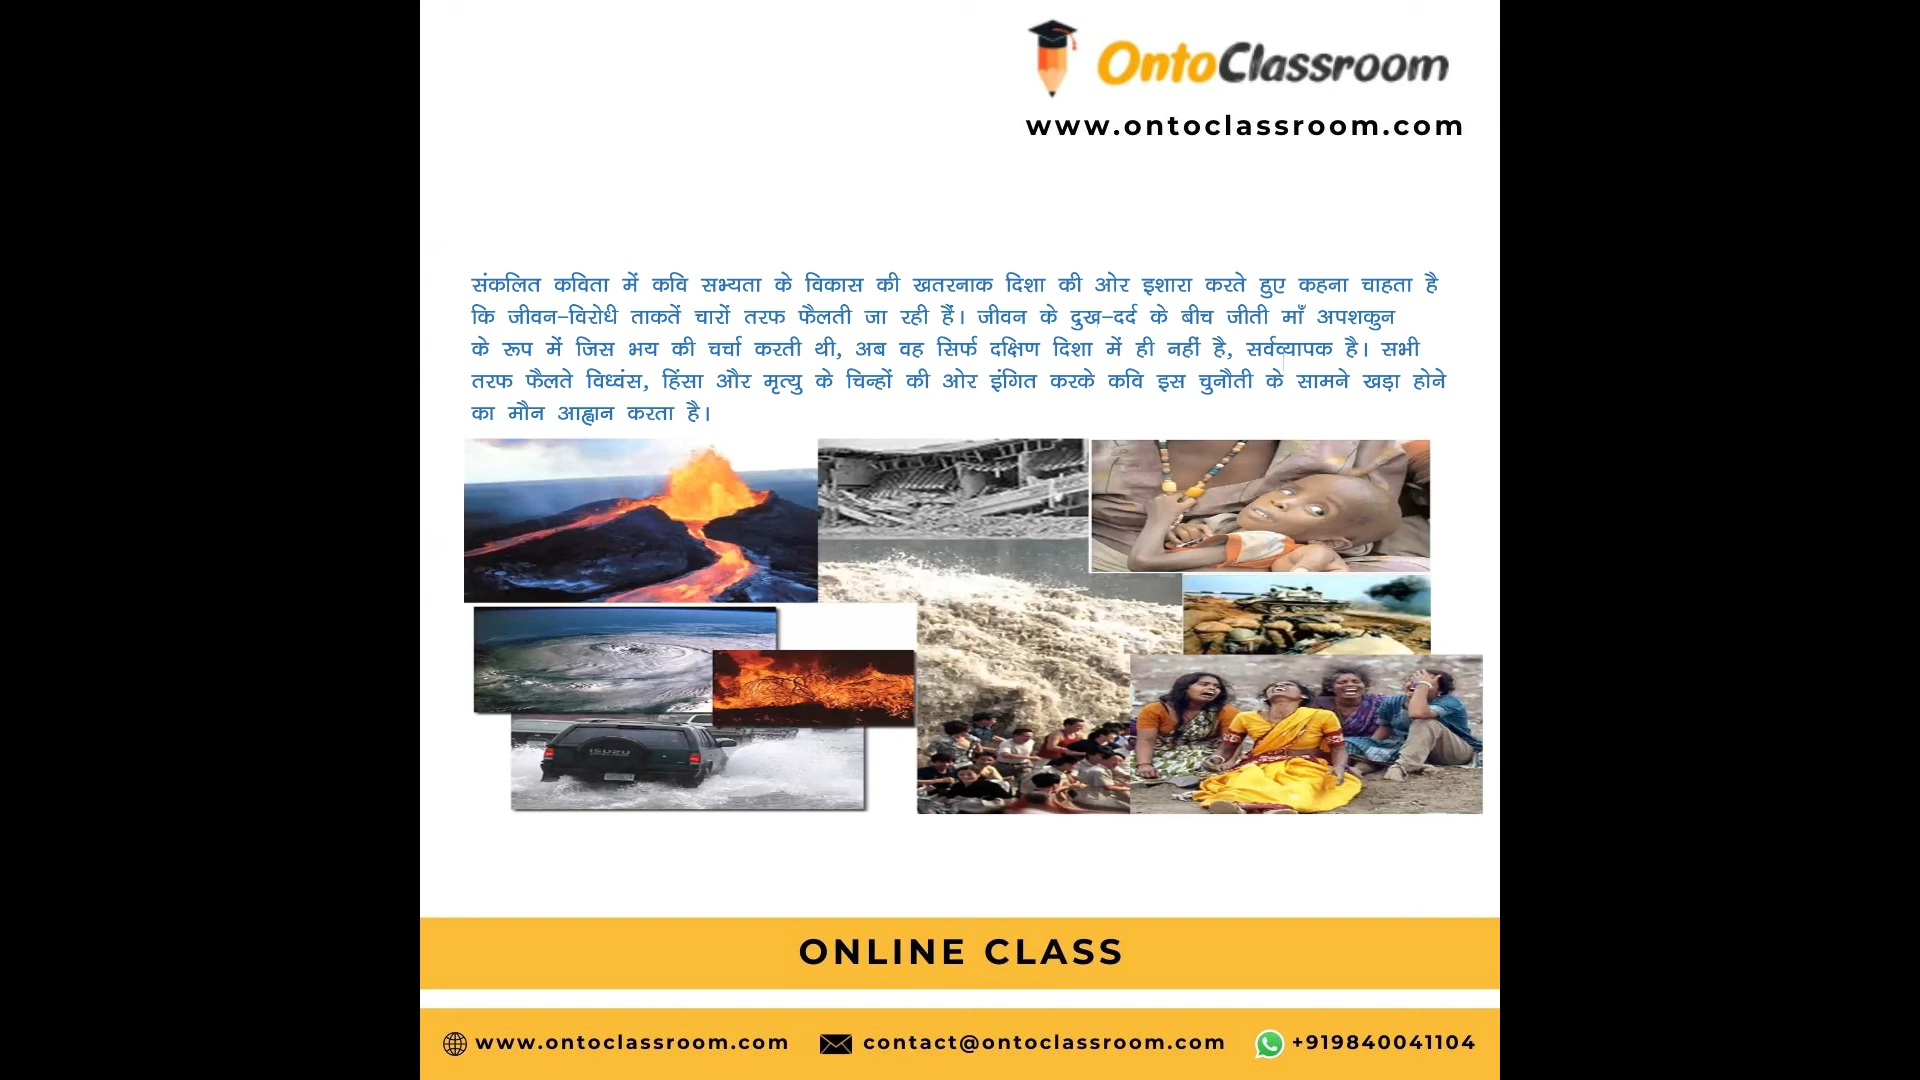 OntoClassroom
www.ontoclassroom.com
संकलित कविता में कवि सभ्यता के विकास की खतरनाक दिशा की ओर इशारा करते हुए कहना चाहता है
कि जीवन-विरोधी ताकतें चारों तरफ फैलती जा रही हैं। जीवन के दुख-दर्द के बीच जीती माँ अपशकुन
के रूप में जिस भय की चर्चा करती थी, अब वह सिर्फ दक्षिण दिशा में ही नहीं है, सर्वव्यापक है। सभी
तरफ फैलते विध्वंस, हिंसा और मृत्यु के चिन्हों की ओर इंगित करके कवि इस चुनौती के सामने खड़ा होने
का मौन आह्वान करता है।
ISUZU
ONLINE CLASS
www.ontoclassroom.com contact@ontoclassroom.com +919840041104